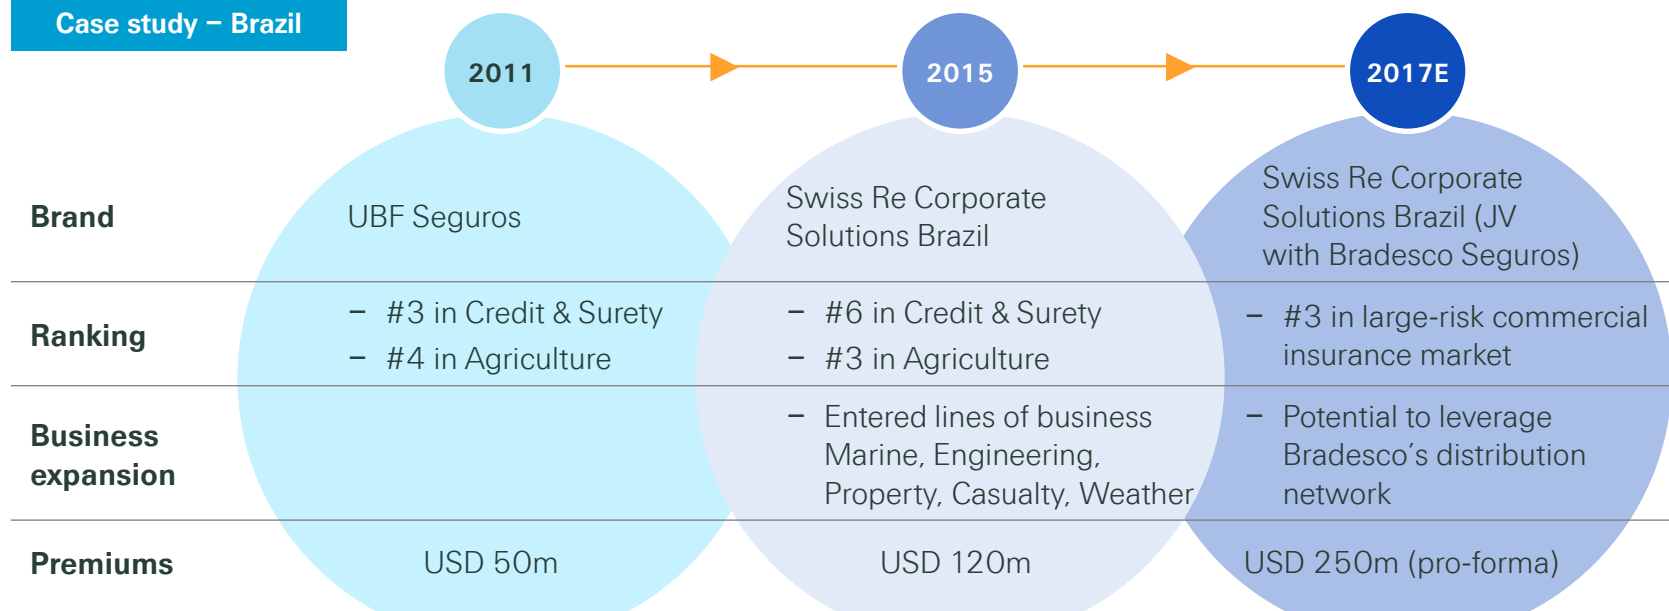 Case study – Brazil
2011
2015
2017E
Brand
UBF Seguros
Swiss Re Corporate
Solutions Brazil
Swiss Re Corporate
Solutions Brazil (JV
with Bradesco Seguros)
Ranking
– #3 in Credit & Surety
– #4 in Agriculture
– #6 in Credit & Surety
– #3 in Agriculture
– #3 in large-risk commercial
insurance market
Business
expansion
– Entered lines of business
Marine, Engineering,
Property, Casualty, Weather
– Potential to leverage
Bradesco’s distribution
network
Premiums
USD 50m
USD 120m
USD 250m (pro-forma)